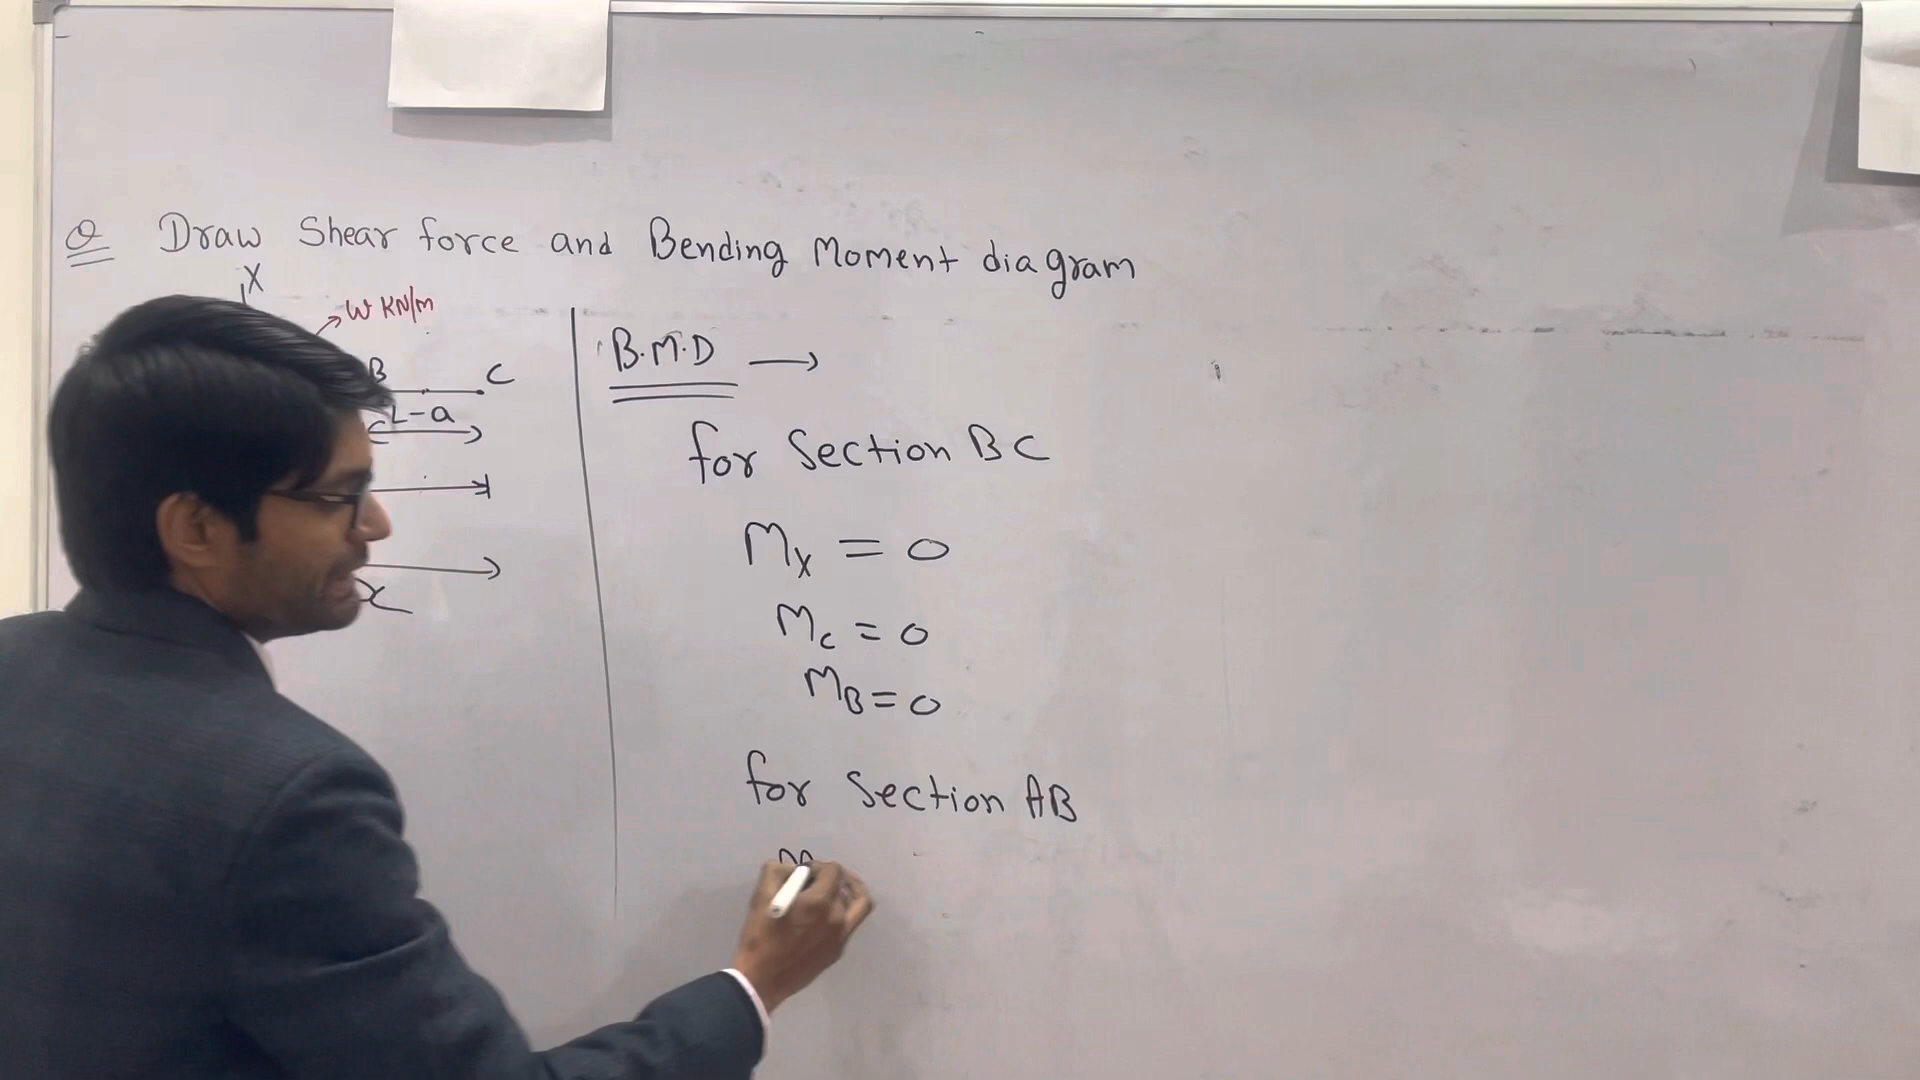 Q Draw Shear force and Bending Moment diagram
X
W KN/m
B C
L-a
x
B.M.D →
for Section BC
Mx = 0
Mc = 0
MB = 0
for Section AB
M